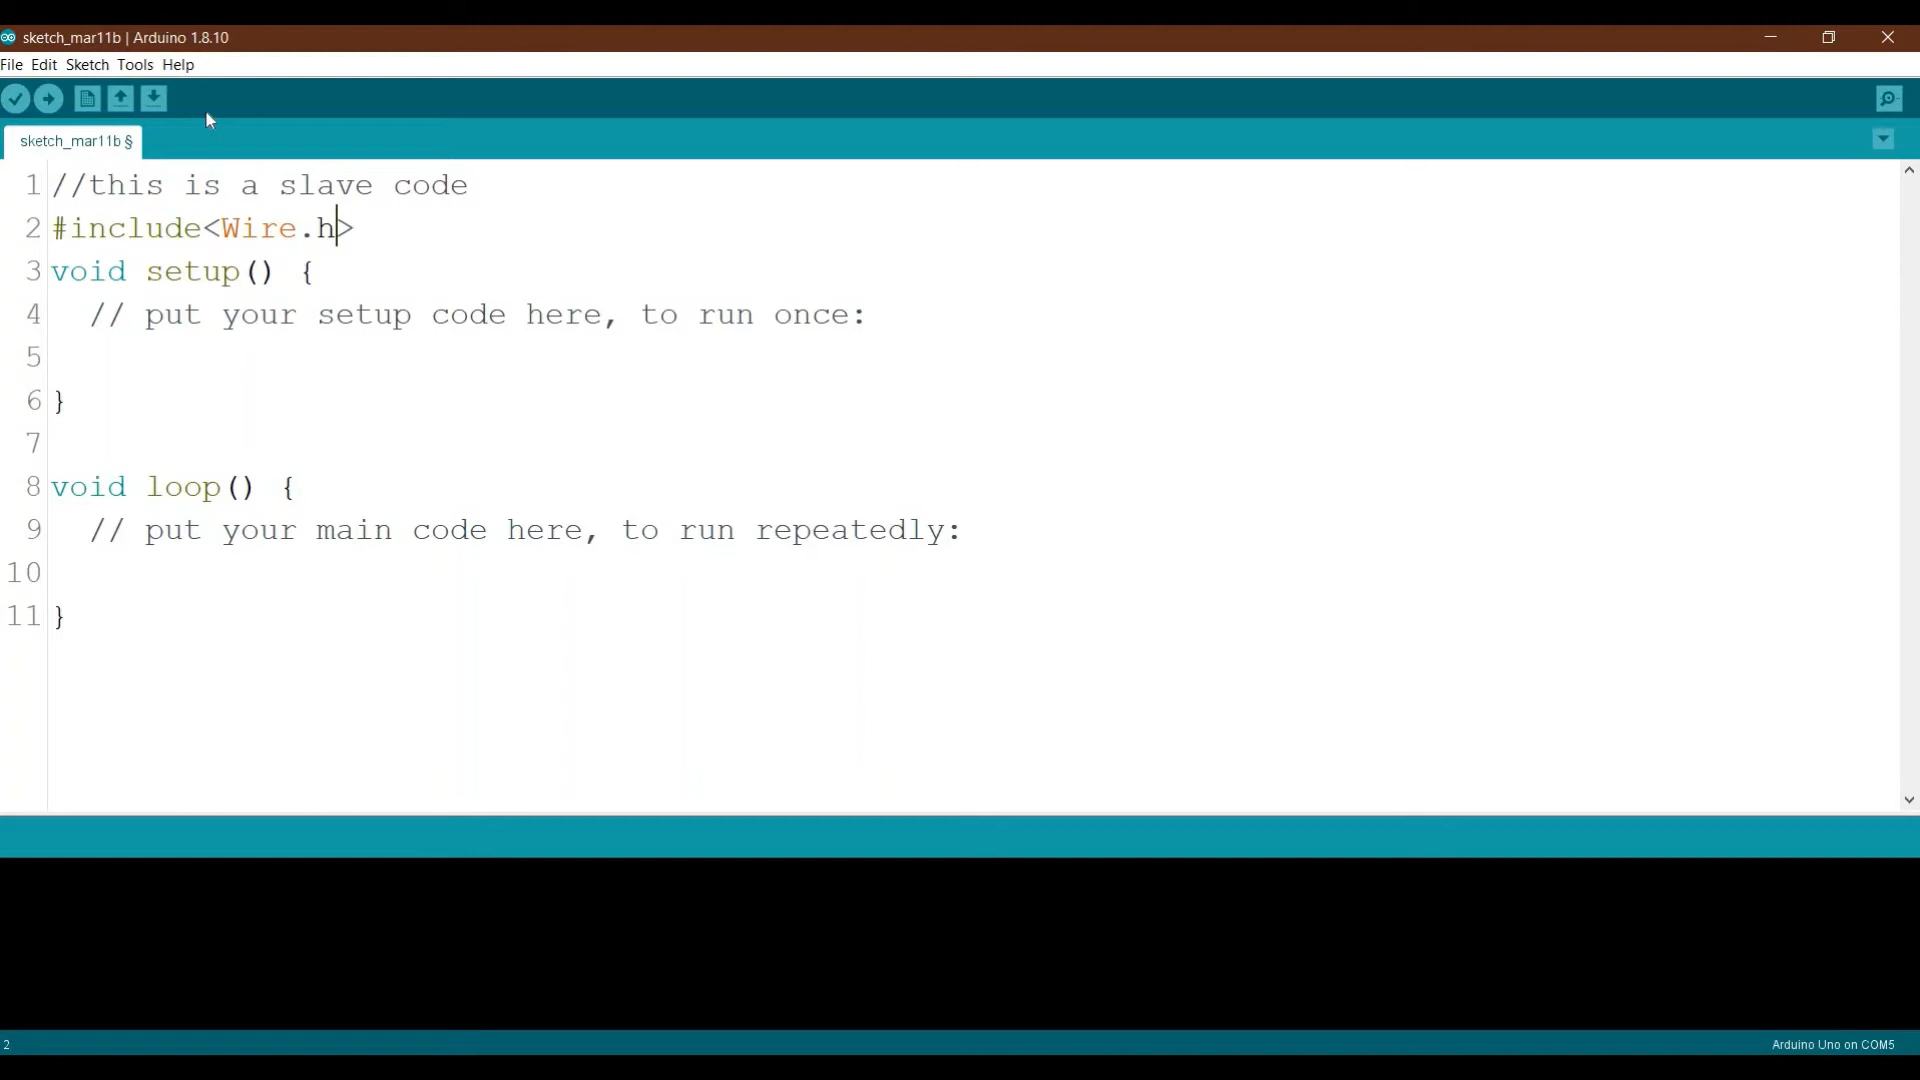 sketch_mar11b | Arduino 1.8.10
File Edit Sketch Tools Help
sketch_mar11b §
1 //this is a slave code
2 #include<Wire.h>
3 void setup() {
4   // put your setup code here, to run once:
5
6 }
7
8 void loop() {
9   // put your main code here, to run repeatedly:
10
11 }
2
Arduino Uno on COM5